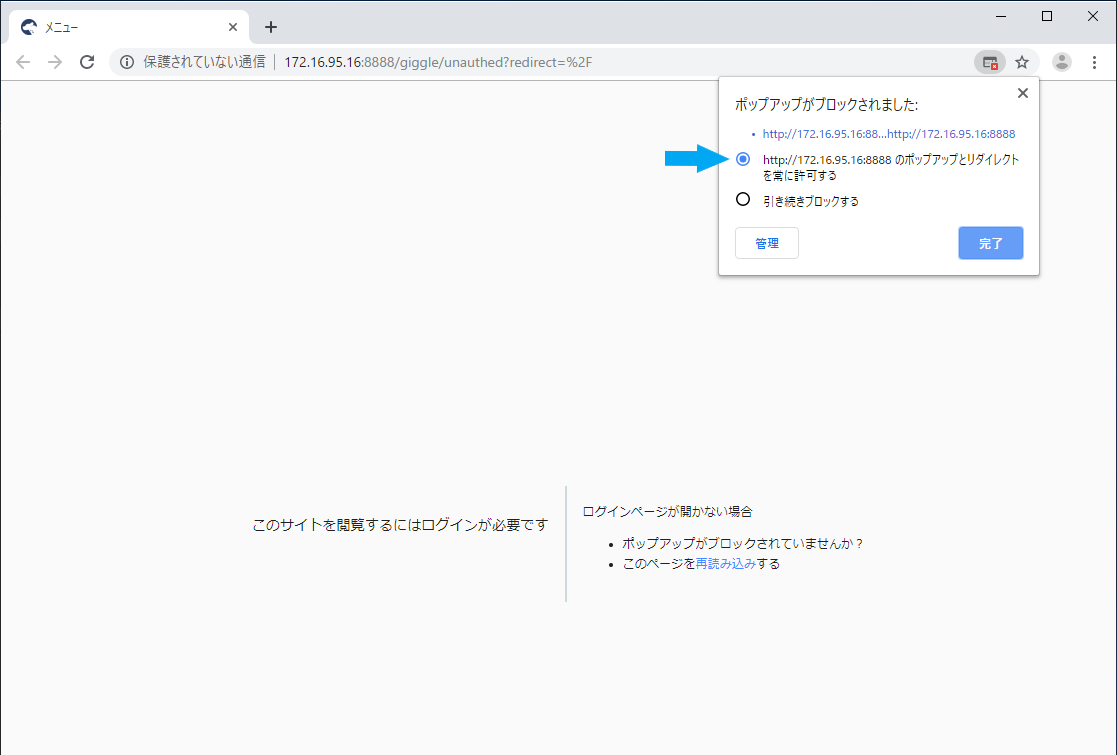 メニュー
保護されていない通信 172.16.95.16:8888/giggle/unauthed?redirect=%2F
ポップアップがブロックされました:
• http://172.16.95.16:88...http://172.16.95.16:8888
http://172.16.95.16:8888 のポップアップとリダイレクト
を常に許可する
引き続きブロックする
管理 完了
このサイトを閲覧するにはログインが必要です
ログインページが開かない場合
• ポップアップがブロックされていませんか？
• このページを再読み込みする